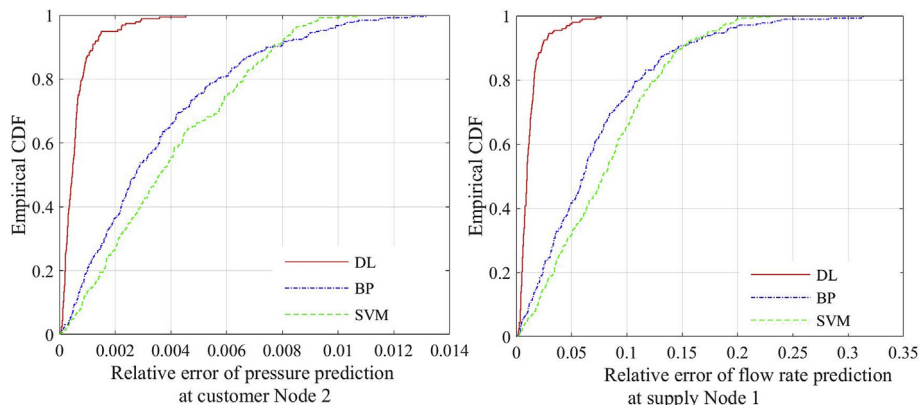 Empirical CDF
1
0.8
0.6
0.4
0.2
0
DL
BP
SVM
0 0.002 0.004 0.006 0.008 0.01 0.012 0.014
Relative error of pressure prediction
at customer Node 2
Empirical CDF
1
0.8
0.6
0.4
0.2
0
DL
BP
SVM
0 0.05 0.1 0.15 0.2 0.25 0.3 0.35
Relative error of flow rate prediction
at supply Node 1